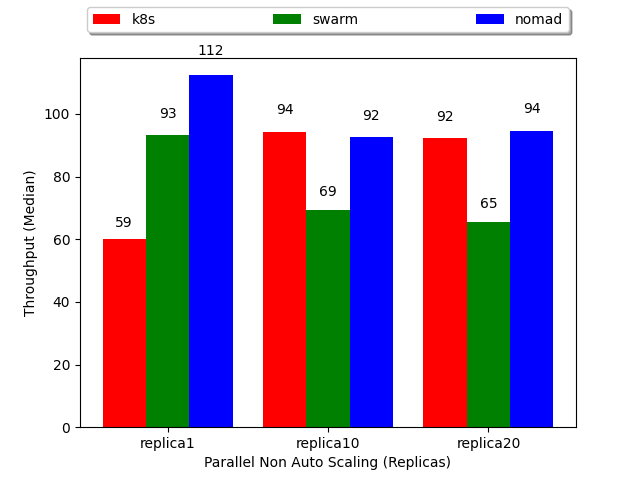 k8s swarm nomad
112
93 94 92 92 94
59 69 65
100
80
60
40
20
0
Throughput (Median)
replica1 replica10 replica20
Parallel Non Auto Scaling (Replicas)